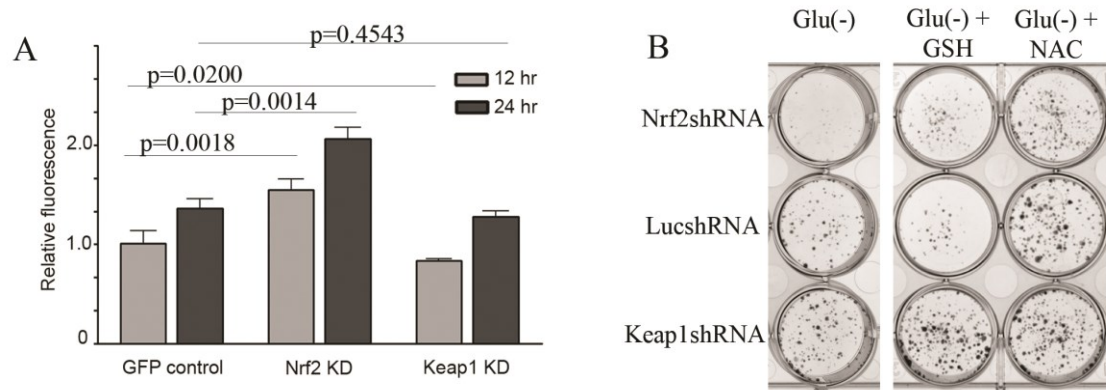 A
p=0.4543
p=0.0200
p=0.0014
p=0.0018
12 hr
24 hr
Relative fluorescence
2.0
1.0
0
GFP control
Nrf2 KD
Keap1 KD
B
Glu(-)
Glu(-) +
GSH
Glu(-) +
NAC
Nrf2shRNA
LucshRNA
Keap1shRNA